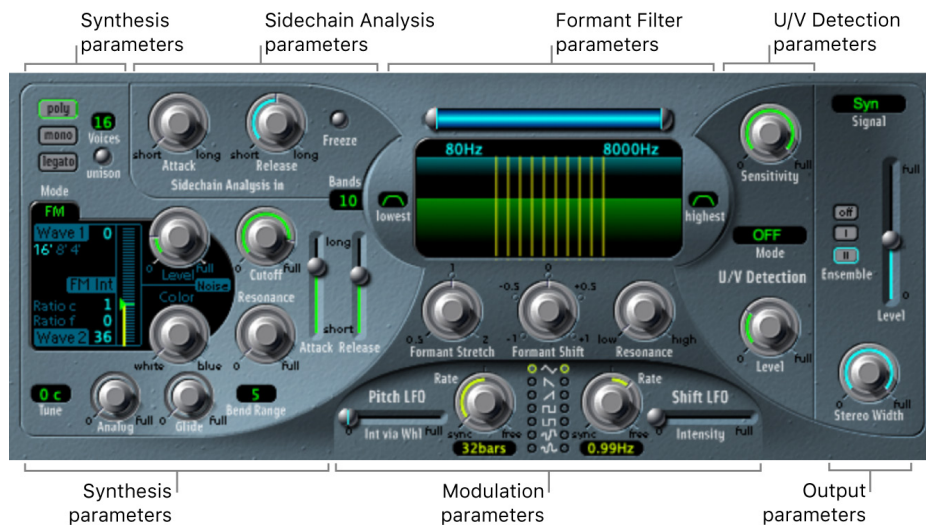 Synthesis parameters
Sidechain Analysis parameters
Formant Filter parameters
U/V Detection parameters
poly
mono
legato
Mode
16
Voices
unison
short
long
Attack
short
long
Release
Freeze
Sidechain Analysis in
Bands
10
80Hz
8000Hz
lowest
highest
0
full
Sensitivity
OFF
Mode
U/V Detection
Level
0
full
Syn
Signal
full
off
I
II
Ensemble
0
Level
Stereo Width
0
full
FM
Wave 1 0
16' 8' 4'
FM Int
Ratio c 1
Ratio f 0
Wave 2 36
0
full
Level
Noise
Color
white
blue
0
full
Cutoff
Resonance
0
full
long
short
Attack
Release
0 c
Tune
0
full
Analog
0
full
Glide
5
Bend Range
1
0.5
2
Formant Stretch
0
-0.5
+0.5
-1
+1
Formant Shift
low
high
Resonance
Pitch LFO
0
full
Int via Whl
Rate
sync
free
32bars
Rate
sync
free
0.99Hz
Shift LFO
0
full
Intensity
Synthesis parameters
Modulation parameters
Output parameters